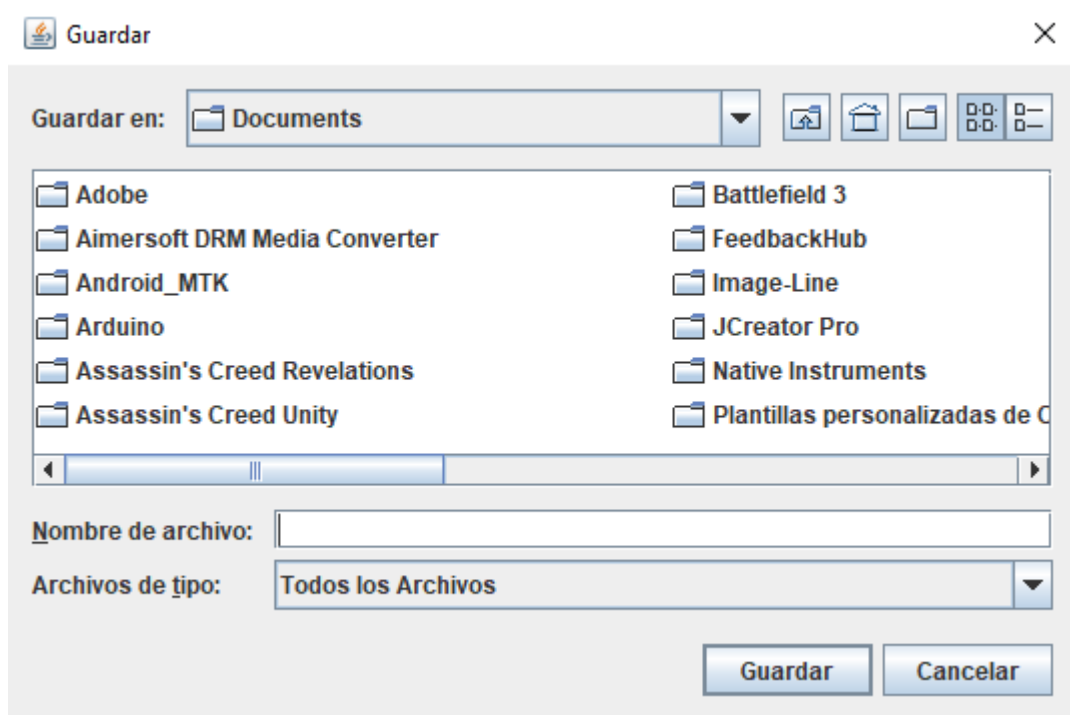 Guardar
Guardar en: Documents
Adobe
Aimersoft DRM Media Converter
Android_MTK
Arduino
Assassin's Creed Revelations
Assassin's Creed Unity
Battlefield 3
FeedbackHub
Image-Line
JCreator Pro
Native Instruments
Plantillas personalizadas de
Nombre de archivo:
Archivos de tipo: Todos los Archivos
Guardar Cancelar